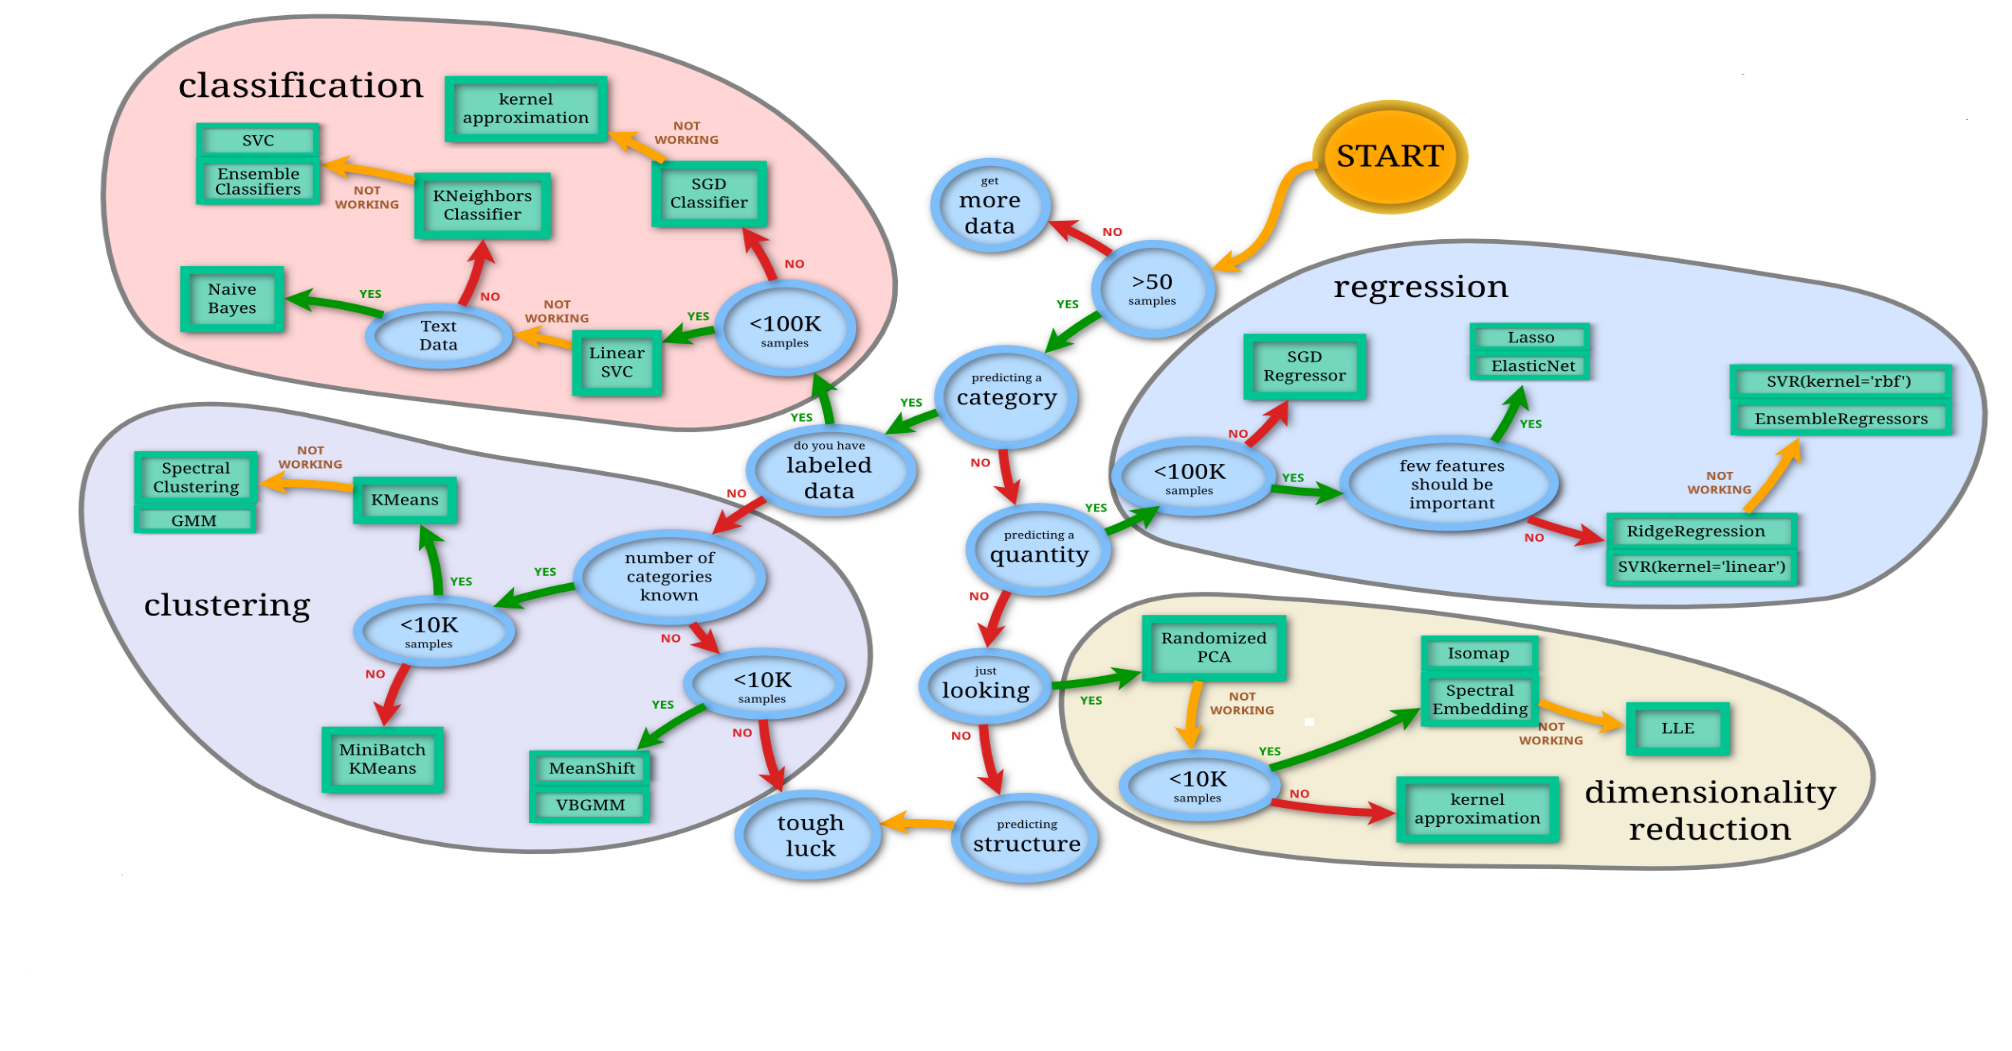 classification
kernel
approximation
NOT
WORKING
SVC
Ensemble
Classifiers
NOT
WORKING
KNeighbors
Classifier
SGD
Classifier
NO
Naive
Bayes
YES
NO
Text
Data
NOT
WORKING
Linear
SVC
YES
<100K
samples
START
get
more
data
NO
>50
samples
YES
predicting a
category
YES
YES
do you have
labeled
data
NO
NO
predicting a
quantity
YES
NO
just
looking
YES
NO
predicting
structure
tough
luck
regression
SGD
Regressor
Lasso
ElasticNet
SVR(kernel='rbf')
EnsembleRegressors
NO
YES
<100K
samples
YES
few features
should be
important
NOT
WORKING
NO
RidgeRegression
SVR(kernel='linear')
clustering
Spectral
Clustering
GMM
NOT
WORKING
KMeans
YES
YES
number of
categories
known
<10K
samples
NO
NO
<10K
samples
YES
NO
MiniBatch
KMeans
MeanShift
VBGMM
Randomized
PCA
NOT
WORKING
Isomap
Spectral
Embedding
NOT
WORKING
LLE
YES
<10K
samples
NO
kernel
approximation
dimensionality
reduction